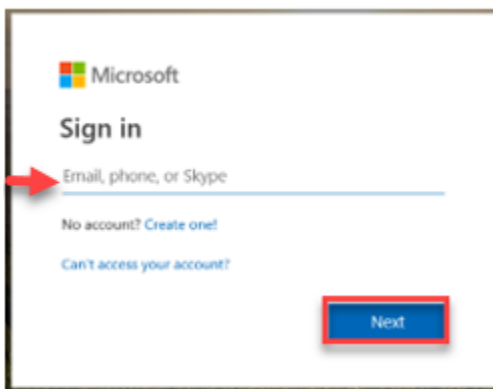 Microsoft
Sign in
Email, phone, or Skype
No account? Create one!
Can't access your account?
Next